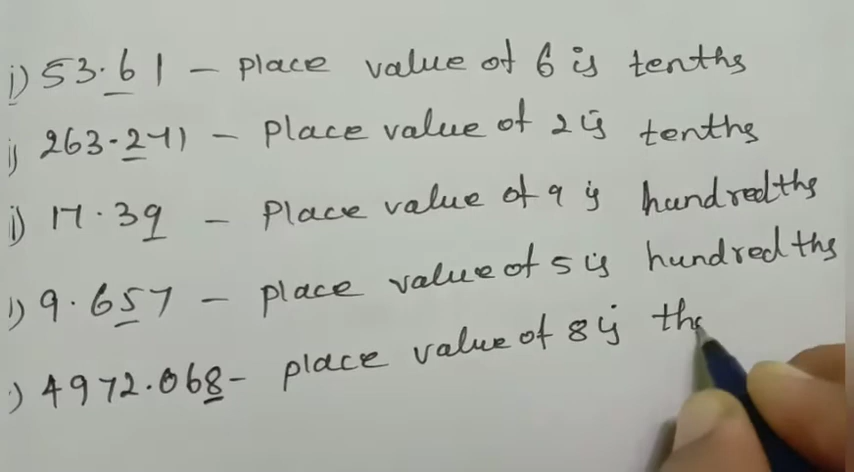 i) 53.61 - place value of 6 is tenths
i) 263.241 - Place value of 2 is tenths
i) 17.39 - Place value of 9 is hundredths
i) 9.657 - place value of 5 is hundredths
) 4972.068 - place value of 8 is tho